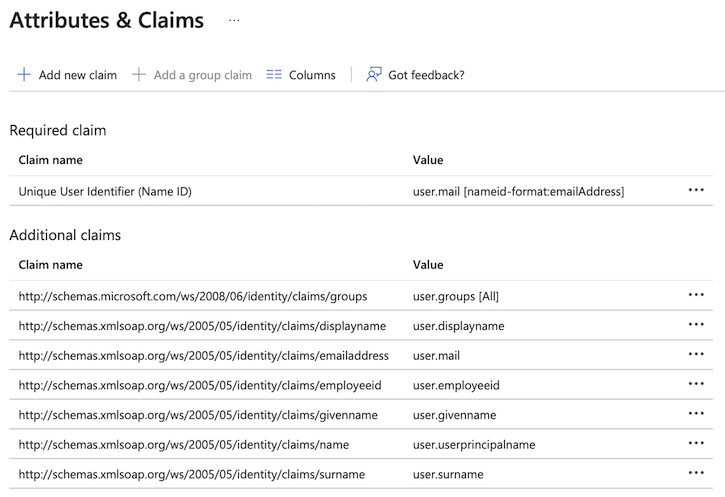 Attributes & Claims ...
Add new claim Add a group claim Columns Got feedback?
Required claim
Claim name Value
Unique User Identifier (Name ID) user.mail [nameid-format:emailAddress]
Additional claims
Claim name Value
http://schemas.microsoft.com/ws/2008/06/identity/claims/groups user.groups [All]
http://schemas.xmlsoap.org/ws/2005/05/identity/claims/displayname user.displayname
http://schemas.xmlsoap.org/ws/2005/05/identity/claims/emailaddress user.mail
http://schemas.xmlsoap.org/ws/2005/05/identity/claims/employeeid user.employeeid
http://schemas.xmlsoap.org/ws/2005/05/identity/claims/givenname user.givenname
http://schemas.xmlsoap.org/ws/2005/05/identity/claims/name user.userprincipalname
http://schemas.xmlsoap.org/ws/2005/05/identity/claims/surname user.surname